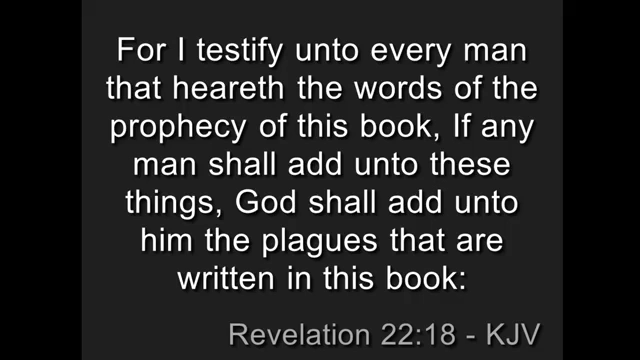 For I testify unto every man
that heareth the words of the
prophecy of this book, If any
man shall add unto these
things, God shall add unto
him the plagues that are
written in this book:
Revelation 22:18 - KJV